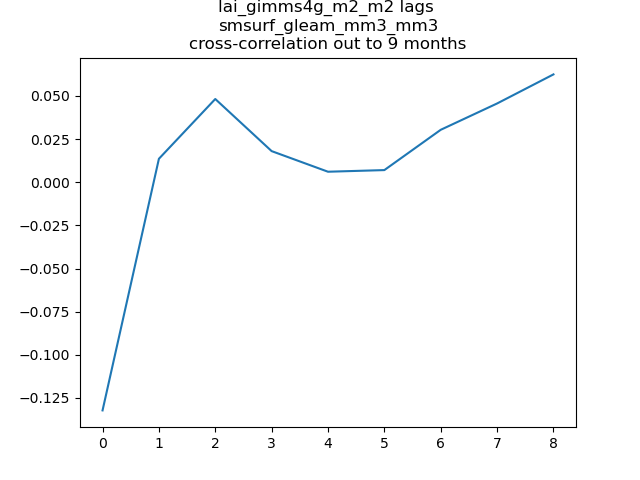 lai_gimms4g_m2_m2 lags
smsurf_gleam_mm3_mm3
cross-correlation out to 9 months
0.050
0.025
0.000
−0.025
−0.050
−0.075
−0.100
−0.125
0 1 2 3 4 5 6 7 8